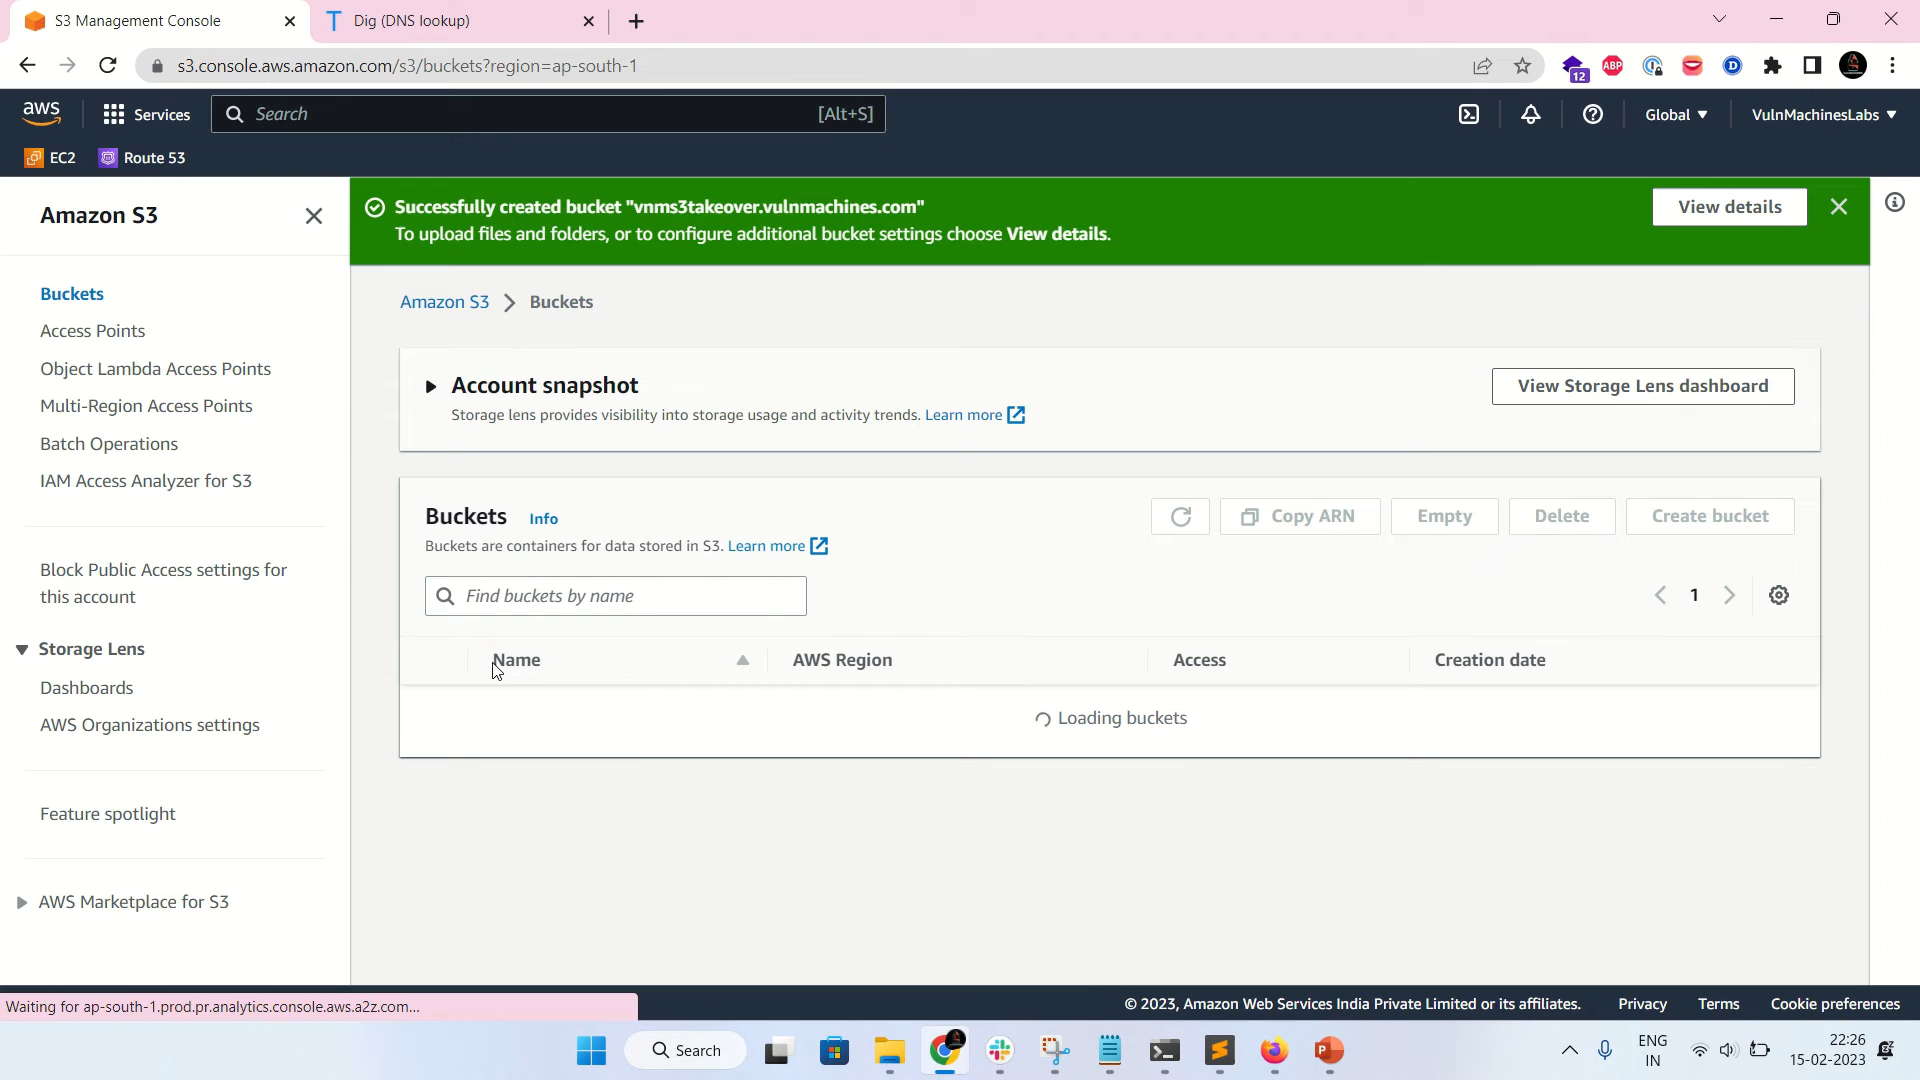 S3 Management Console
Dig (DNS lookup)
s3.console.aws.amazon.com/s3/buckets?region=ap-south-1
ABP
12
D
aws
Services
Search
[Alt+S]
Global
VulnMachinesLabs
EC2
Route 53
Amazon S3
Buckets
Access Points
Object Lambda Access Points
Multi-Region Access Points
Batch Operations
IAM Access Analyzer for S3
Block Public Access settings for
this account
Storage Lens
Dashboards
AWS Organizations settings
Feature spotlight
AWS Marketplace for S3
Successfully created bucket "vnms3takeover.vulnmachines.com"
To upload files and folders, or to configure additional bucket settings choose View details.
View details
Amazon S3
Buckets
Account snapshot
Storage lens provides visibility into storage usage and activity trends. Learn more
View Storage Lens dashboard
Buckets
Info
Buckets are containers for data stored in S3. Learn more
Copy ARN
Empty
Delete
Create bucket
Find buckets by name
1
Name
AWS Region
Access
Creation date
Loading buckets
Waiting for ap-south-1.prod.pr.analytics.console.aws.a2z.com...
© 2023, Amazon Web Services India Private Limited or its affiliates.
Privacy
Terms
Cookie preferences
Search
ENG
IN
22:26
15-02-2023